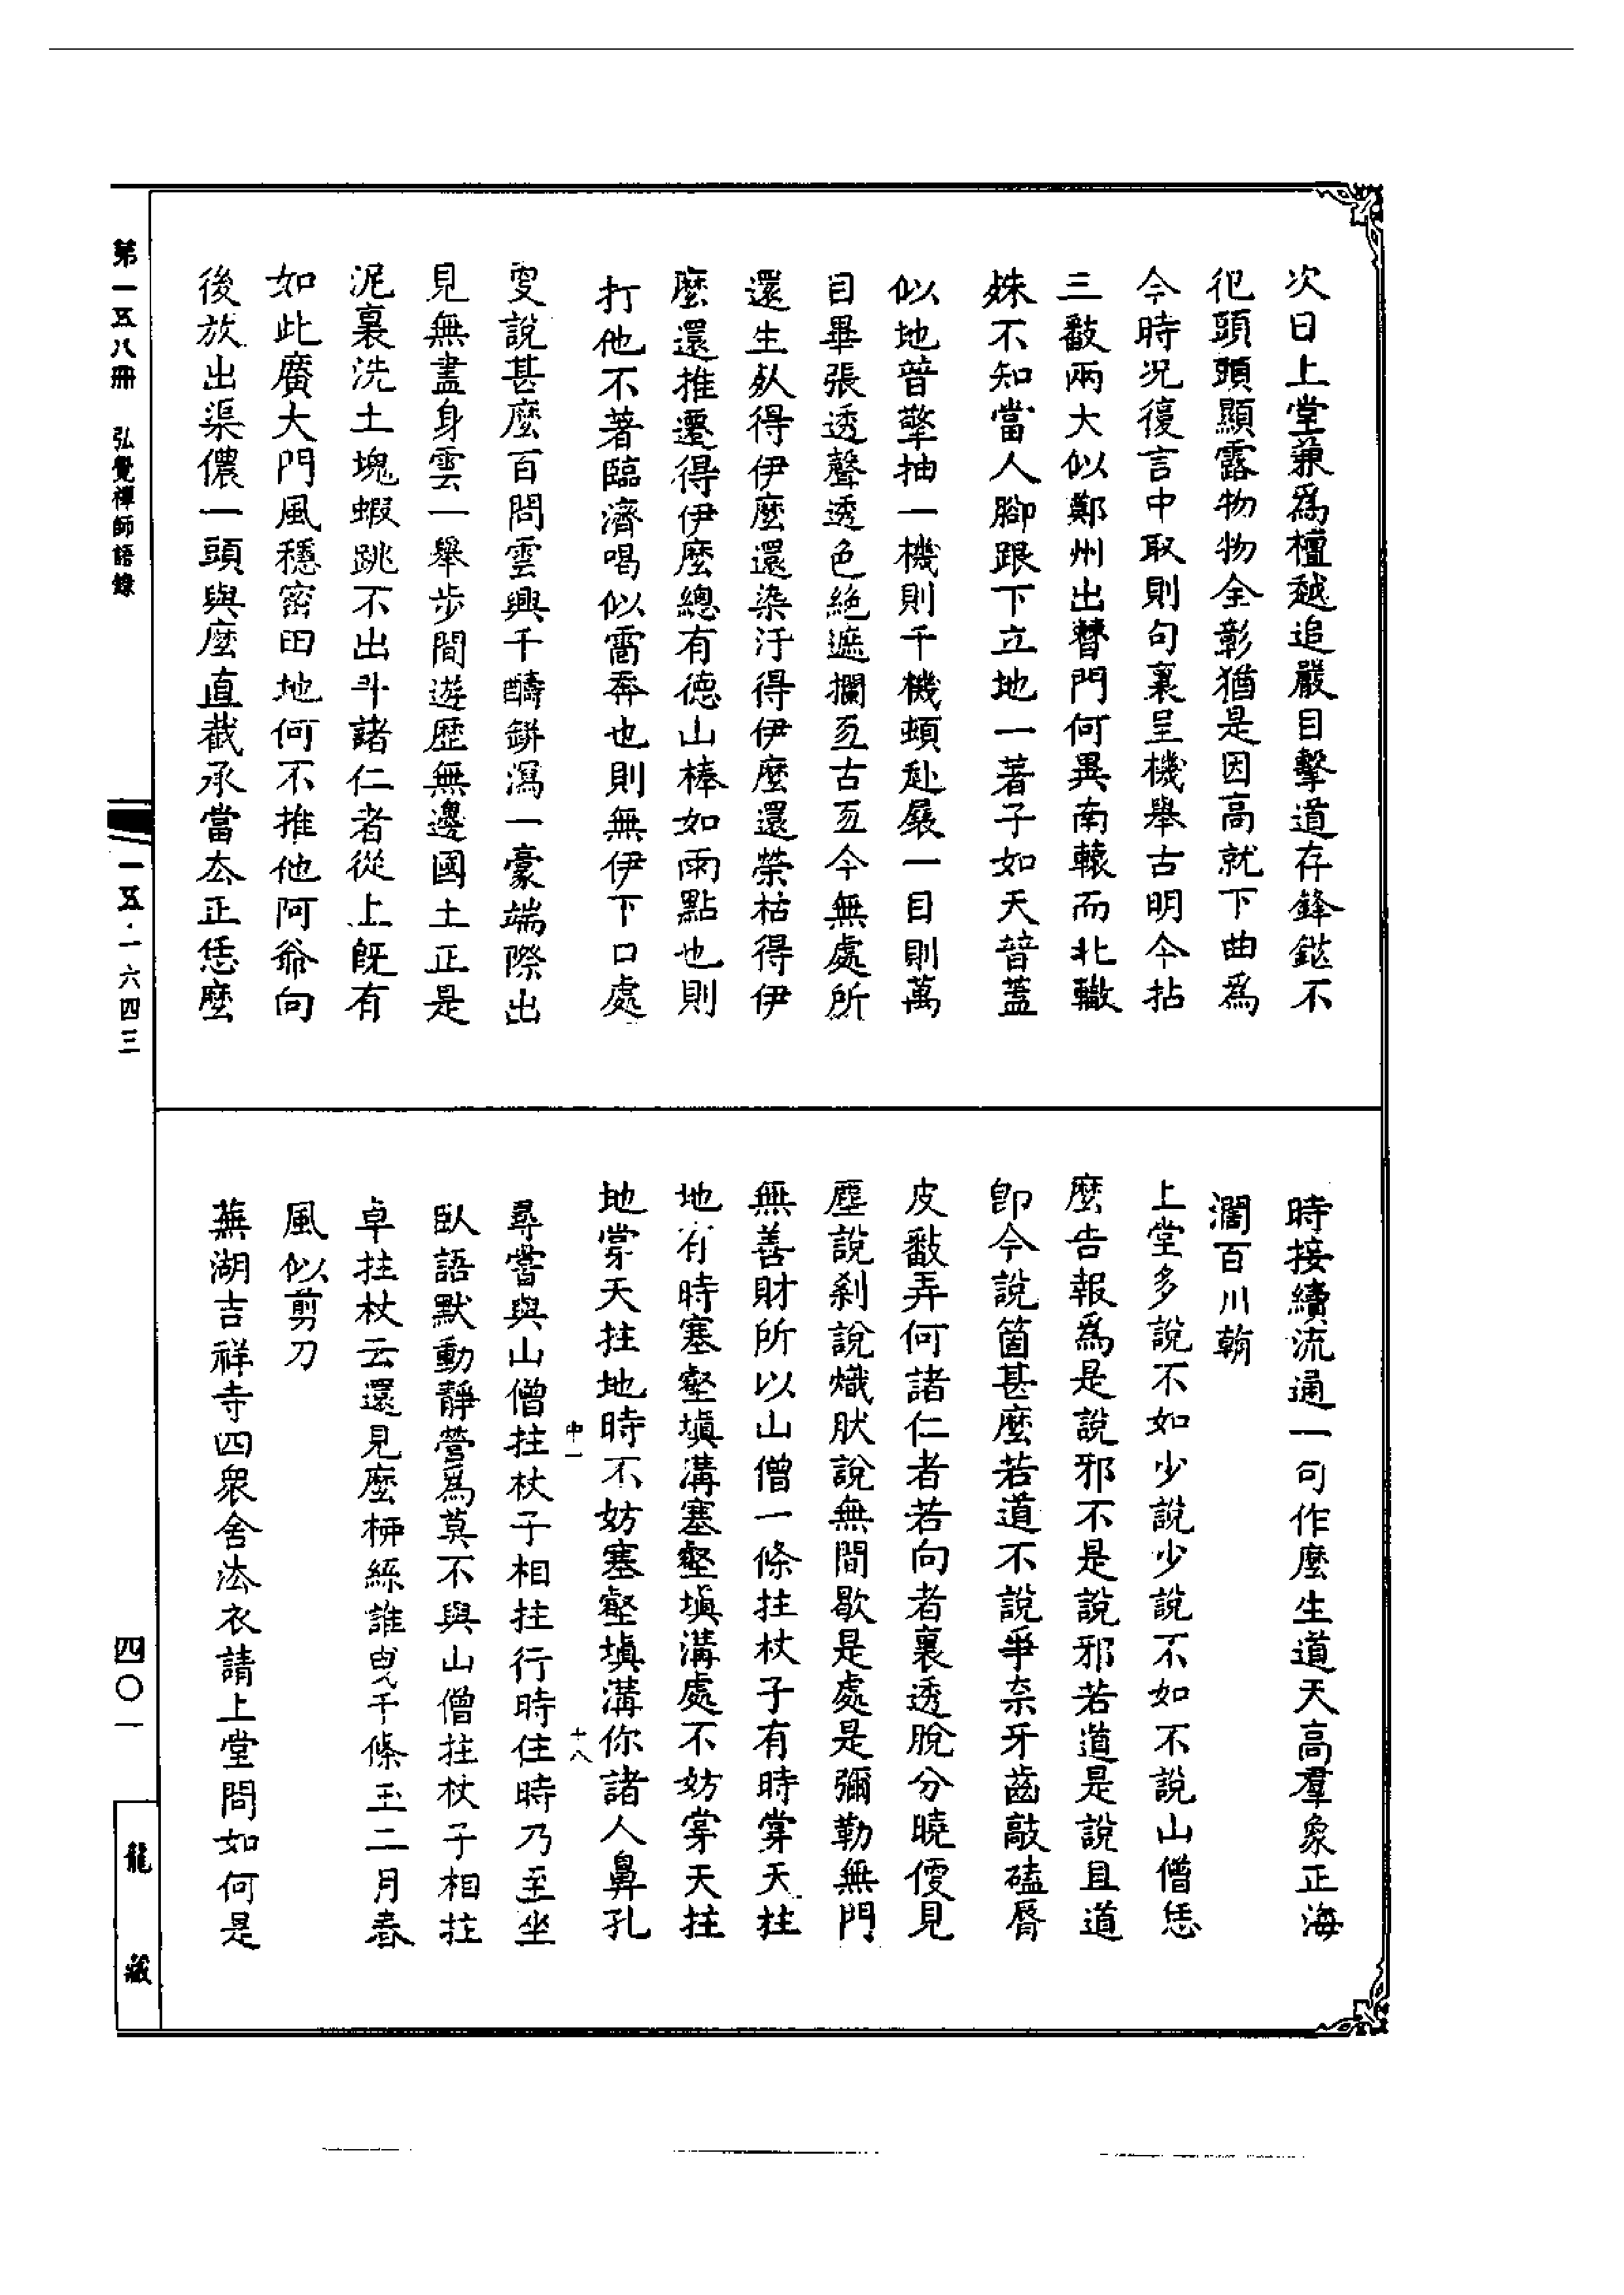 次日上堂兼爲檀越追嚴目擊道存鋒鋩不
犯頭頭顯露物物全彰猶是因高就下曲爲
今時况復言中取則句裏呈機舉古明今拈
三敲兩大似鄭州出瞽門何異南轅而北轍
姝不知當人腳跟下立地一著子如天普蓋
似地普擎抽一機則千機頓赴展一目則萬
目畢張透聲透色絕遮攔亙古亙今無處所
還生死得伊麼還染汙得伊麼還榮枯得伊
麼還推遷得伊麼總有德山棒如雨點也則
打他不著臨濟喝似雷奔也則無伊下口處
更說甚麼百問雲興千醻缾瀉一豪端際出
見無盡身雲一舉步間遊歷無邊國土正是
泥裏洗土塊蝦跳不出斗諸仁者從上旣有
如此廣大門風穩密田地何不推他阿爺向
後放出渠儂一頭與麼直截承當去正恁麼
時接續流通一句作麼生道天高羣象正海
濶百川朝
上堂多說不如少說少說不如不說山僧恁
麼告報爲是說邪不是說邪若道是說且道
卽今說箇甚麼若道不說爭柰牙齒敲磕脣
皮敲弄何諸仁者若向者裏透脫分曉便見
塵說剎說熾肰說無間歇是處是彌勒無門
無善財所以山僧一條拄杖子有時掌天拄
地有時塞壑塡溝塞壑塡溝處不妨掌天拄
地掌天拄地時不妨塞壑塡溝你諸人鼻孔
尋常與山僧拄杖子相拄行時住時乃至坐
臥語默動靜營爲莫不與山僧拄杖子相拄
卓拄杖云還見麼柳絲誰曳千條玉二月春
風似剪刀
蕪湖吉祥寺四衆舍法衣請上堂問如何是
中一
十八
第一五八冊 弘覺禪師語錄
一五·一六四三
四〇一
龍藏